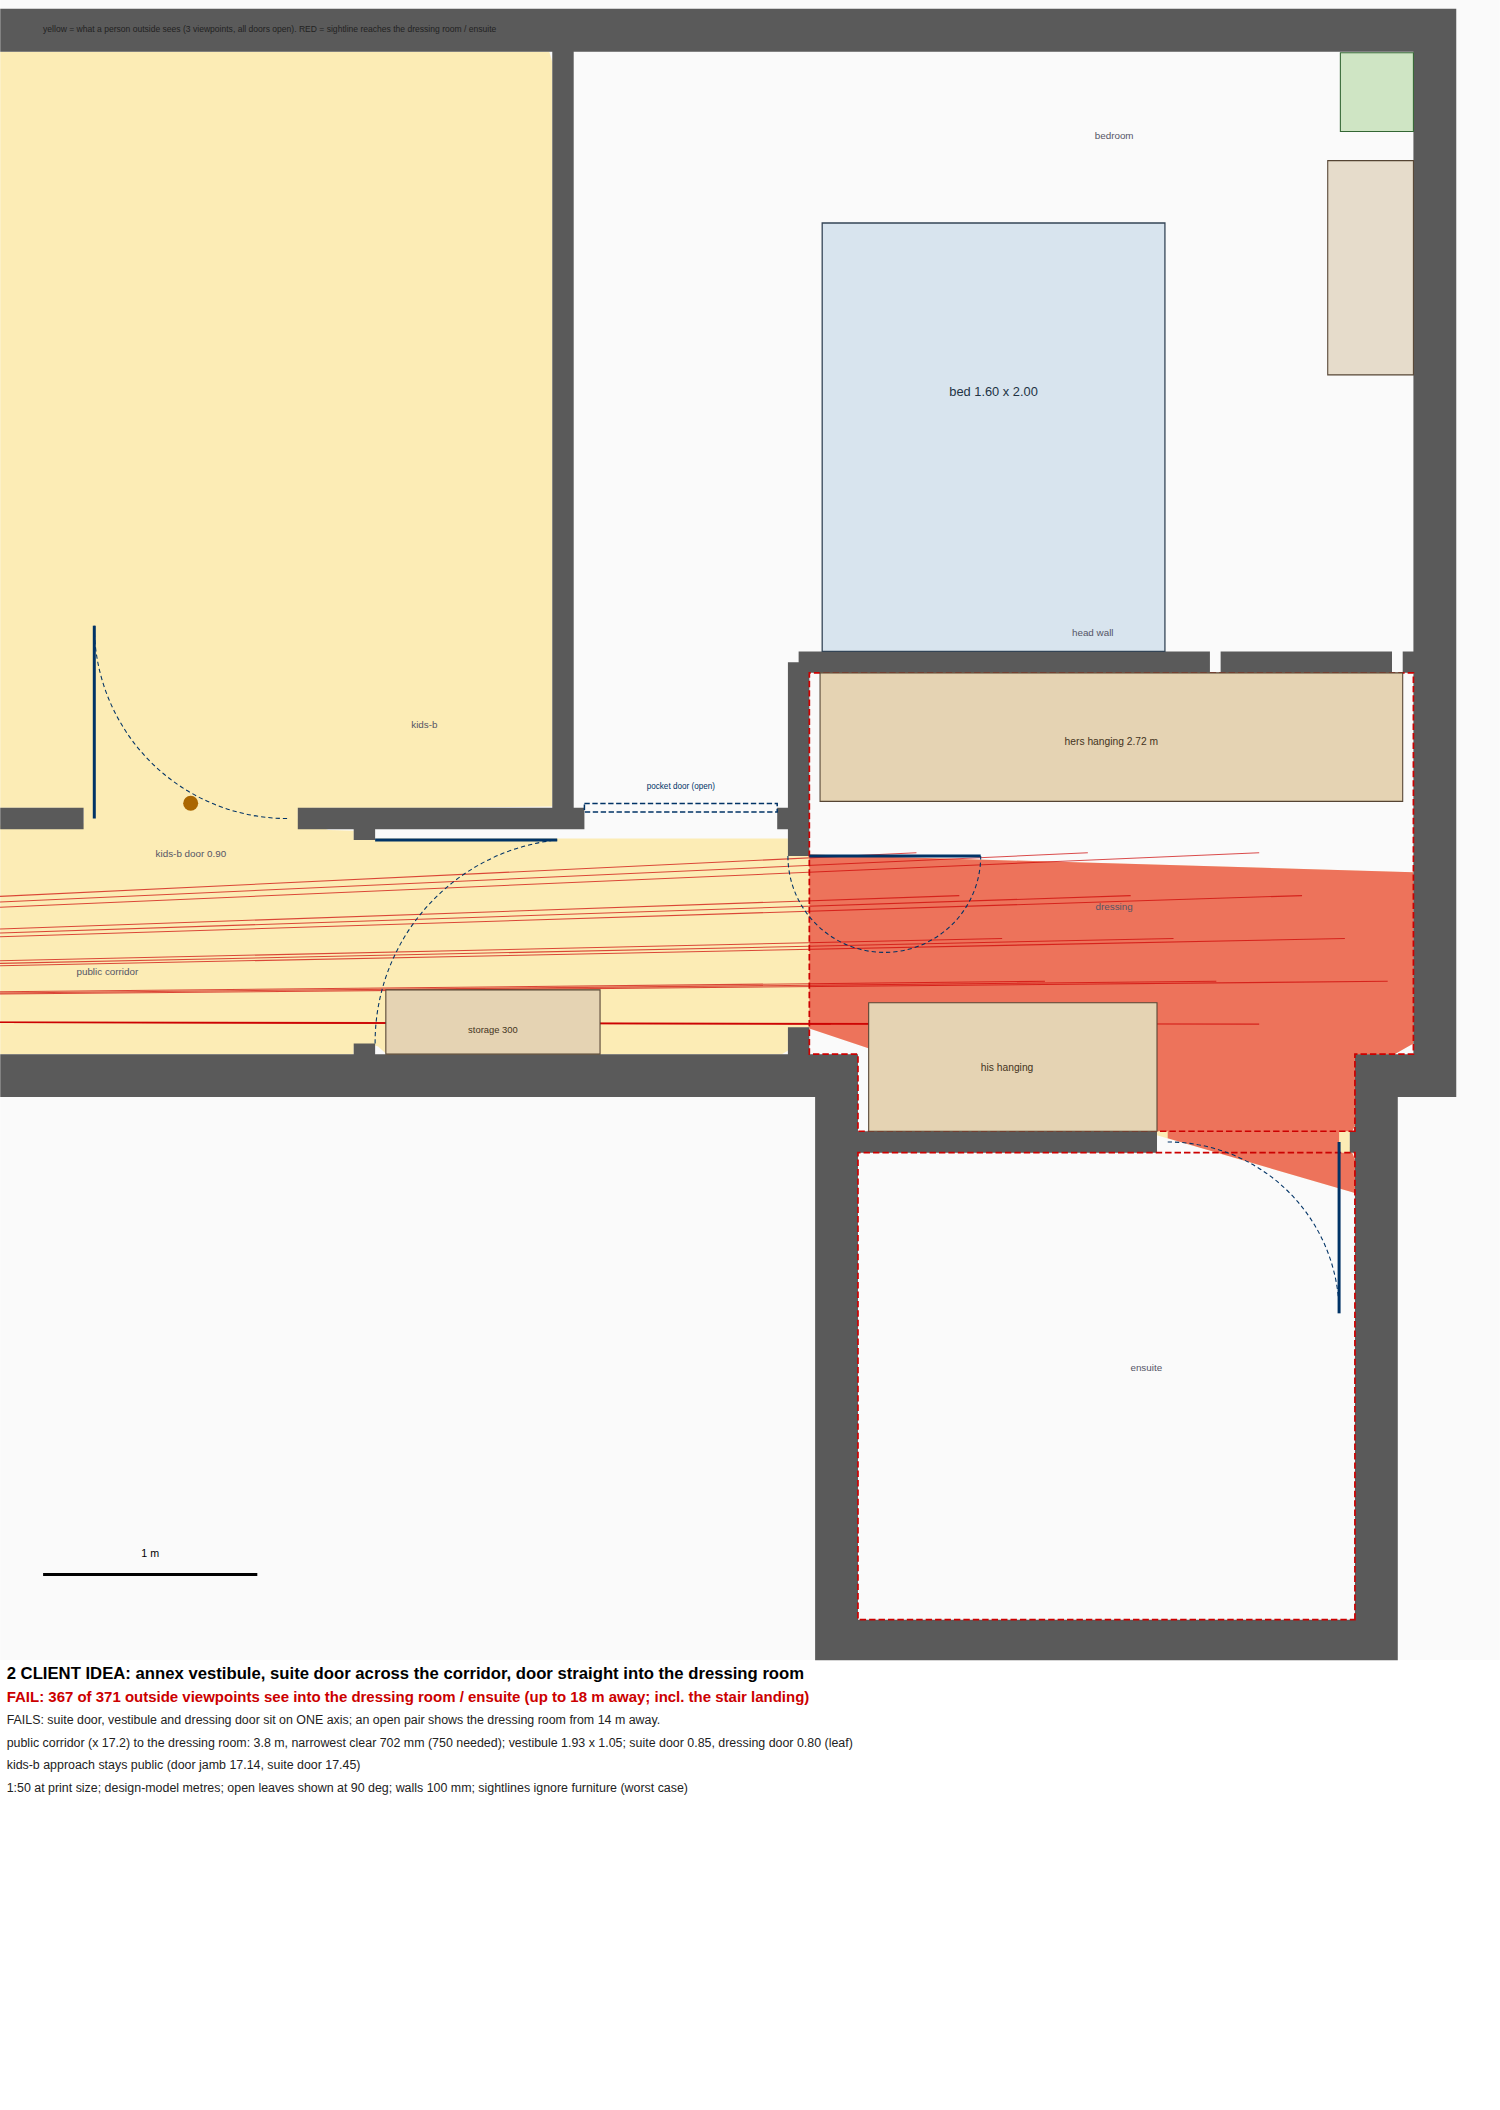 yellow = what a person outside sees (3 viewpoints, all doors open). RED = sightline reaches the dressing room / ensuite
bedroom
bed 1.60 x 2.00
head wall
kids-b
hers hanging 2.72 m
pocket door (open)
kids-b door 0.90
dressing
public corridor
storage 300
his hanging
ensuite
1 m
2 CLIENT IDEA: annex vestibule, suite door across the corridor, door straight into the dressing room
FAIL: 367 of 371 outside viewpoints see into the dressing room / ensuite (up to 18 m away; incl. the stair landing)
FAILS: suite door, vestibule and dressing door sit on ONE axis; an open pair shows the dressing room from 14 m away.
public corridor (x 17.2) to the dressing room: 3.8 m, narrowest clear 702 mm (750 needed); vestibule 1.93 x 1.05; suite door 0.85, dressing door 0.80 (leaf)
kids-b approach stays public (door jamb 17.14, suite door 17.45)
1:50 at print size; design-model metres; open leaves shown at 90 deg; walls 100 mm; sightlines ignore furniture (worst case)